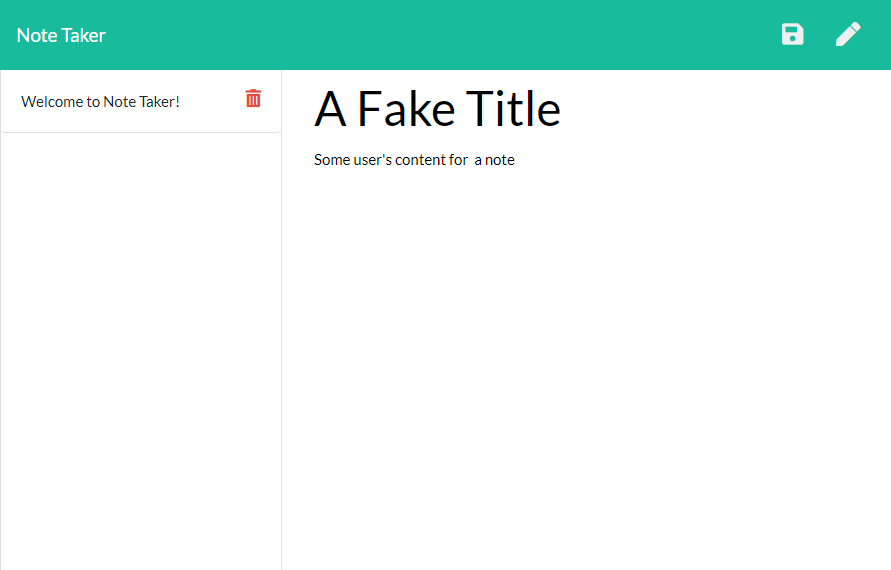 Note Taker
Welcome to Note Taker!
A Fake Title
Some user's content for  a note